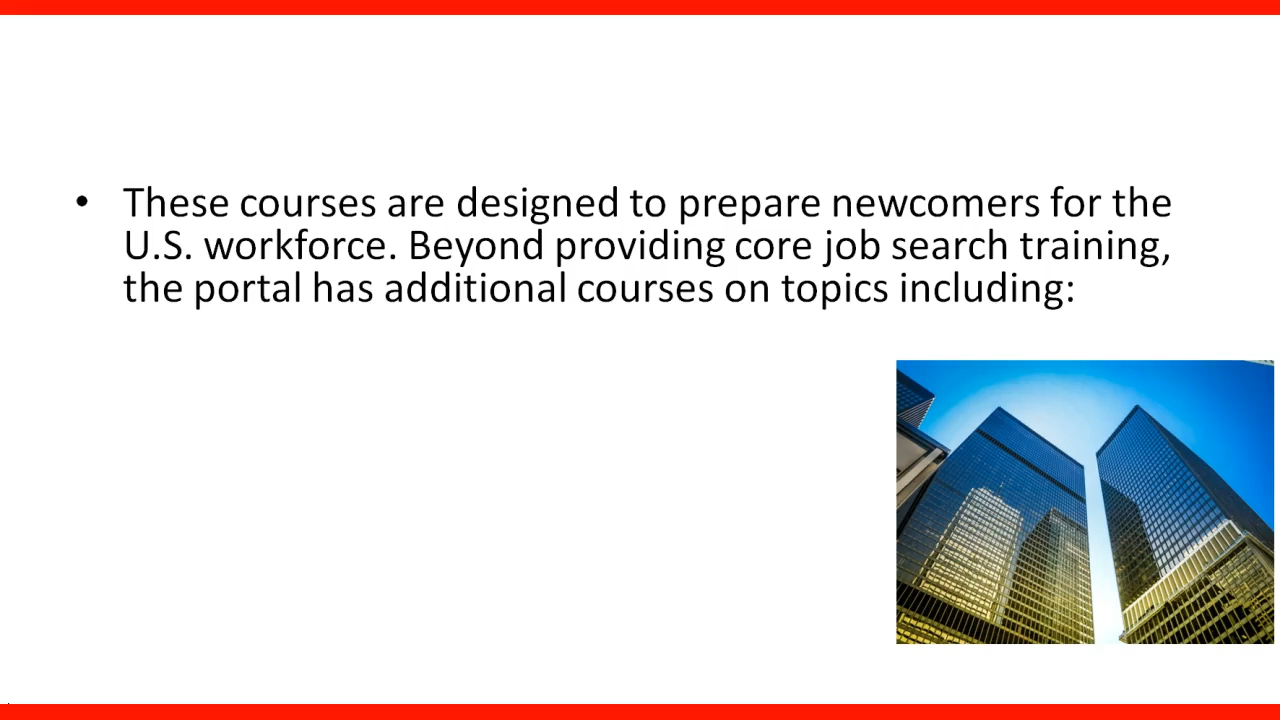 • These courses are designed to prepare newcomers for the
U.S. workforce. Beyond providing core job search training,
the portal has additional courses on topics including: